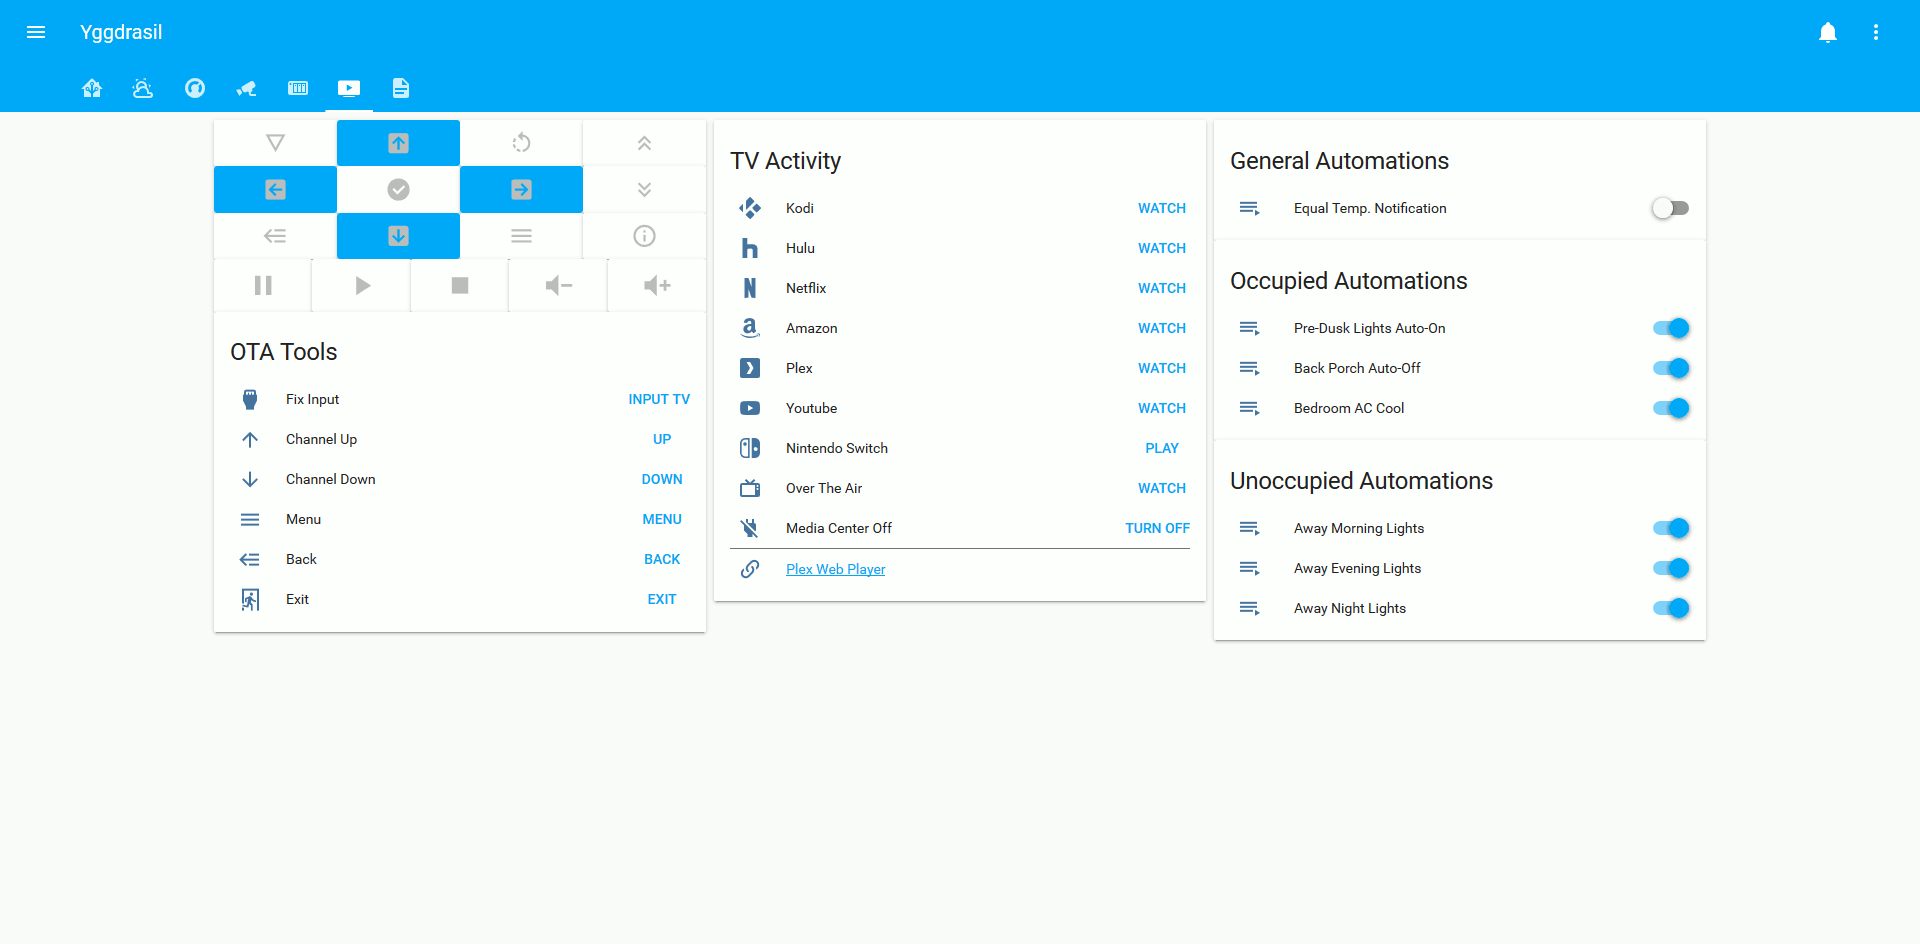 Yggdrasil
OTA Tools
Fix Input INPUT TV
Channel Up UP
Channel Down DOWN
Menu MENU
Back BACK
Exit EXIT
TV Activity
Kodi WATCH
Hulu WATCH
Netflix WATCH
Amazon WATCH
Plex WATCH
Youtube WATCH
Nintendo Switch PLAY
Over The Air WATCH
Media Center Off TURN OFF
Plex Web Player
General Automations
Equal Temp. Notification
Occupied Automations
Pre-Dusk Lights Auto-On
Back Porch Auto-Off
Bedroom AC Cool
Unoccupied Automations
Away Morning Lights
Away Evening Lights
Away Night Lights